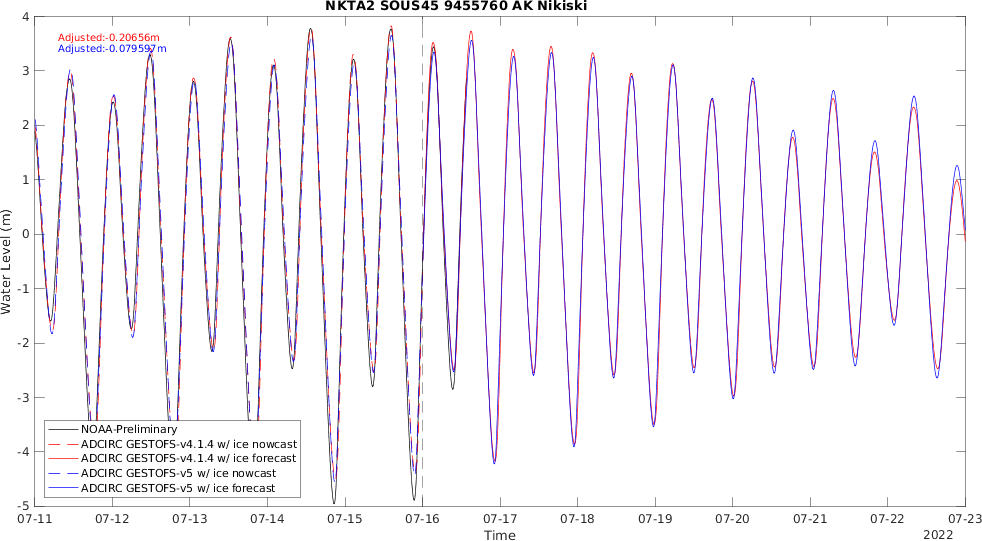 NKTA2 SOUS45 9455760 AK Nikiski
Adjusted:-0.20656m
Adjusted:-0.079597m
Water Level (m)
4
3
2
1
0
-1
-2
-3
-4
-5
NOAA-Preliminary
ADCIRC GESTOFS-v4.1.4 w/ ice nowcast
ADCIRC GESTOFS-v4.1.4 w/ ice forecast
ADCIRC GESTOFS-v5 w/ ice nowcast
ADCIRC GESTOFS-v5 w/ ice forecast
07-11 07-12 07-13 07-14 07-15 07-16 07-17 07-18 07-19 07-20 07-21 07-22 07-23
Time
2022